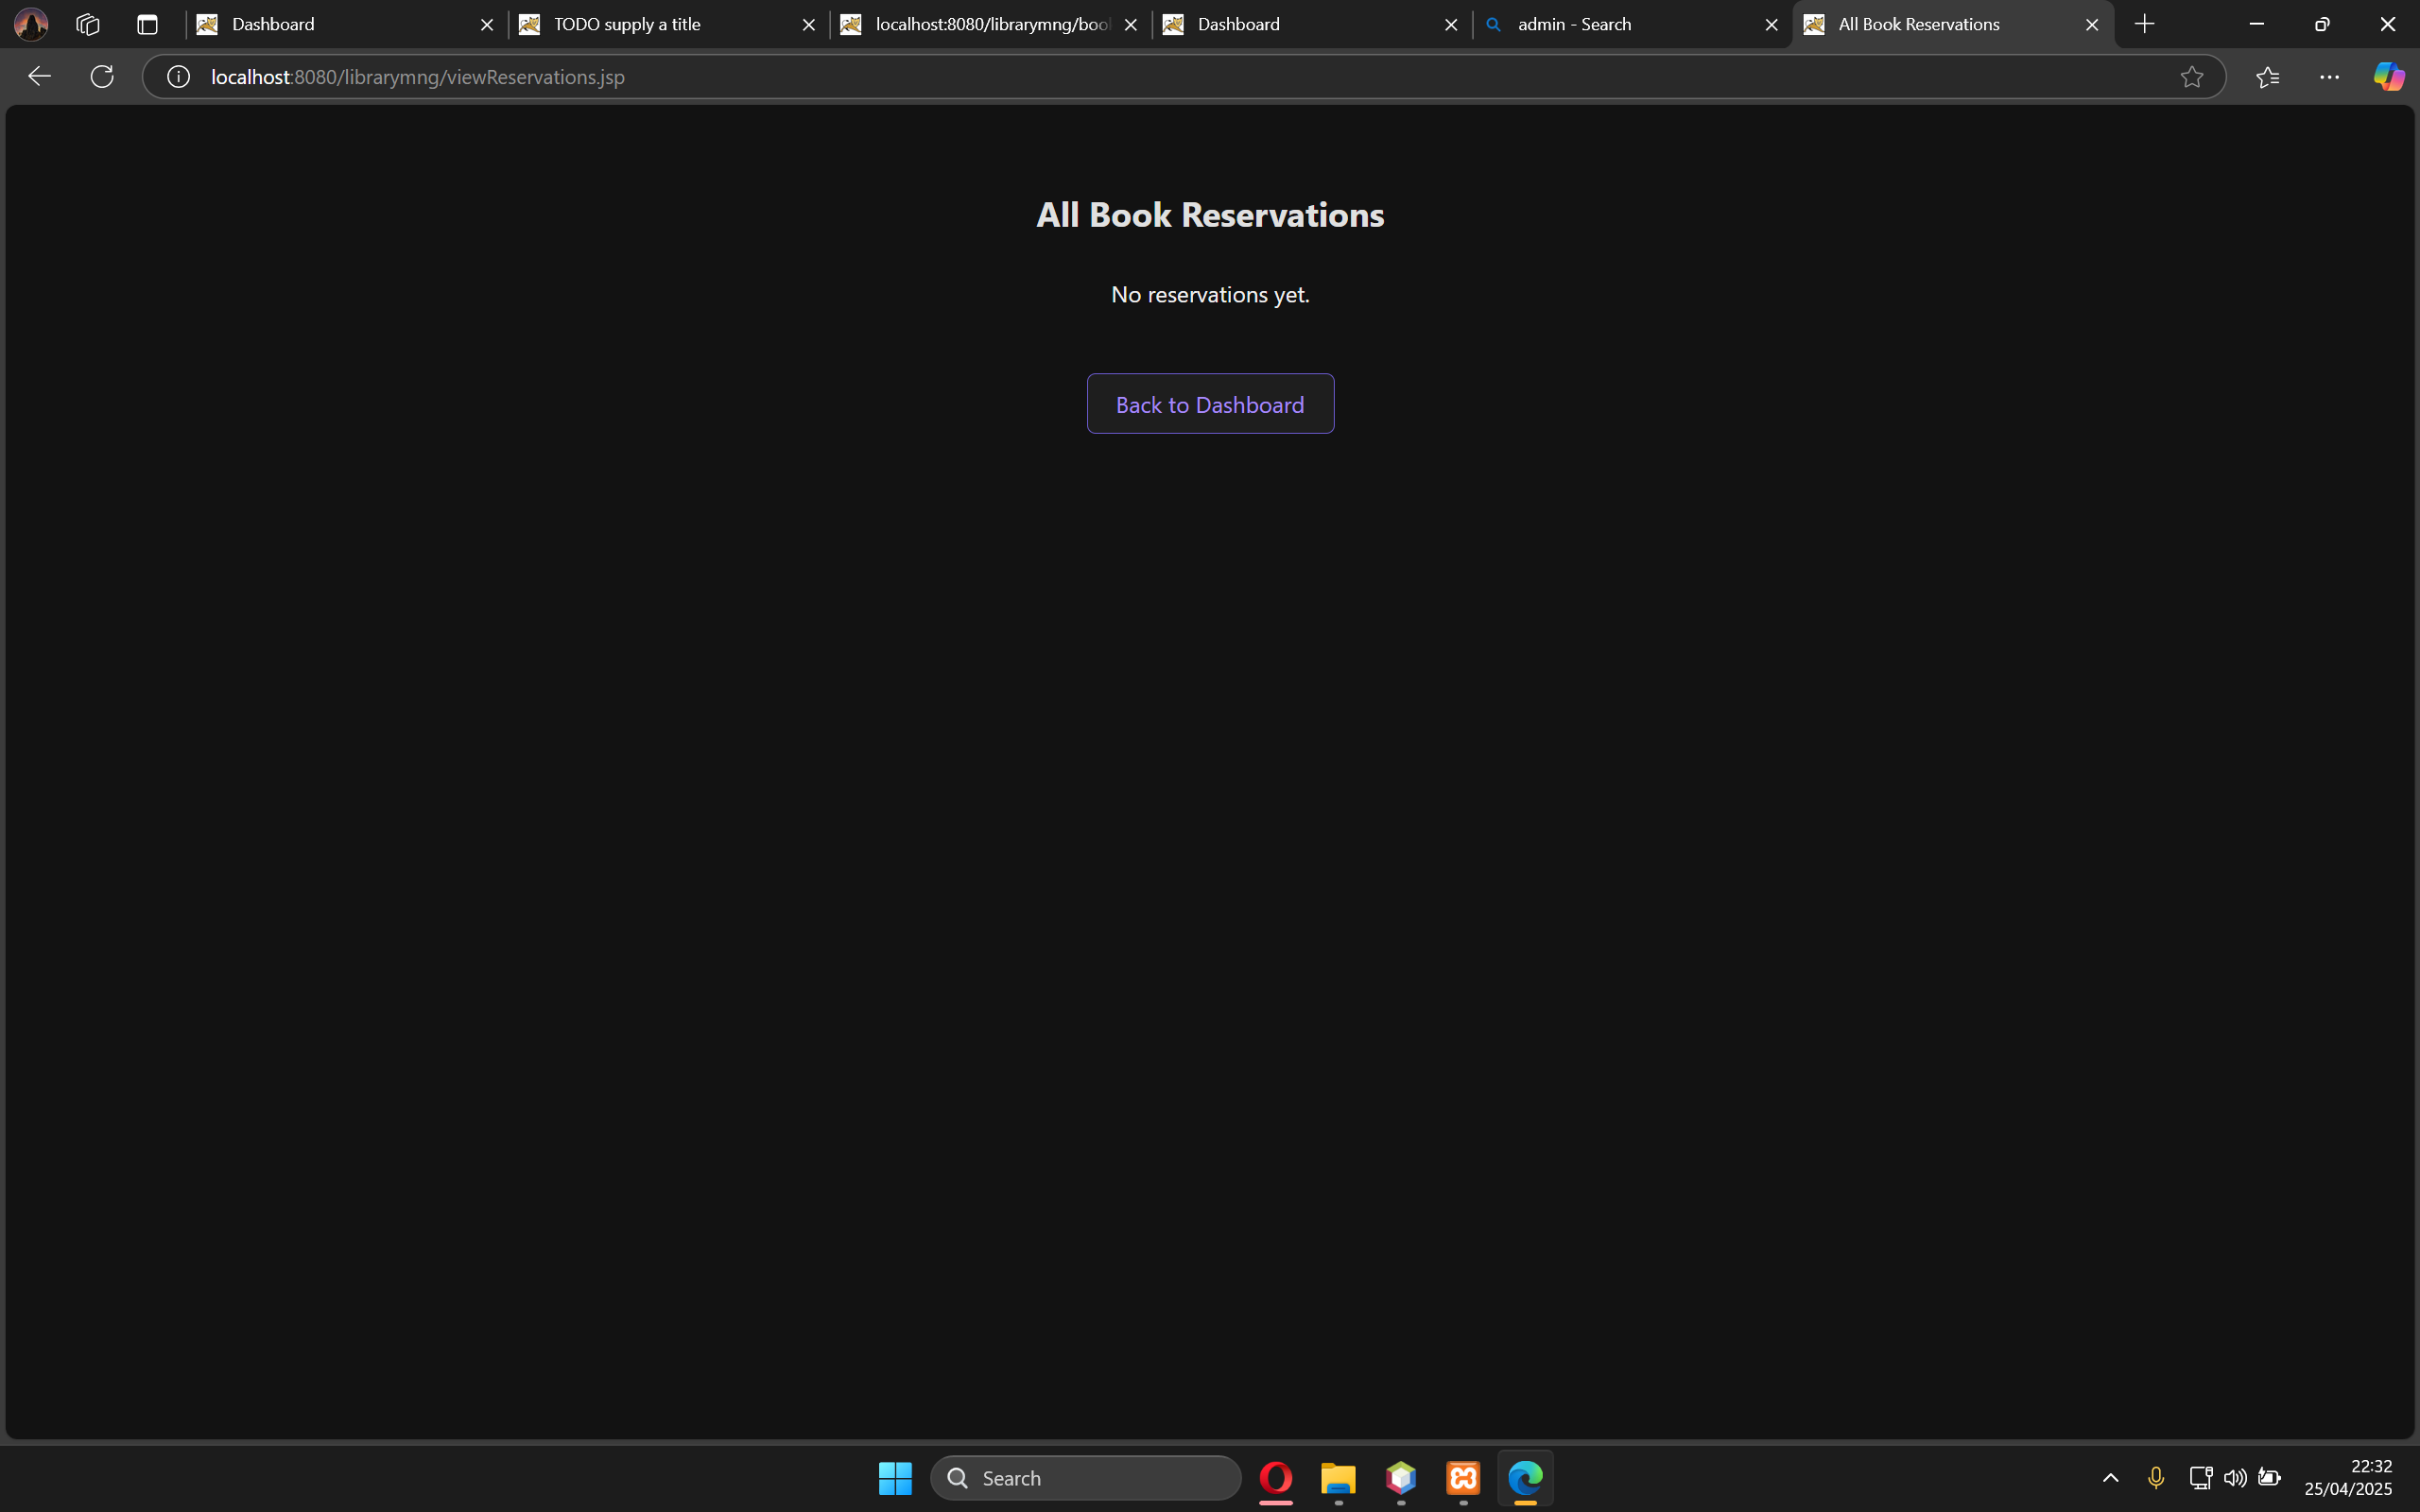 Dashboard
TODO supply a title
localhost:8080/librarymng/boo
Dashboard
admin - Search
All Book Reservations
localhost:8080/librarymng/viewReservations.jsp
All Book Reservations
No reservations yet.
Back to Dashboard
Search
22:32
25/04/2025